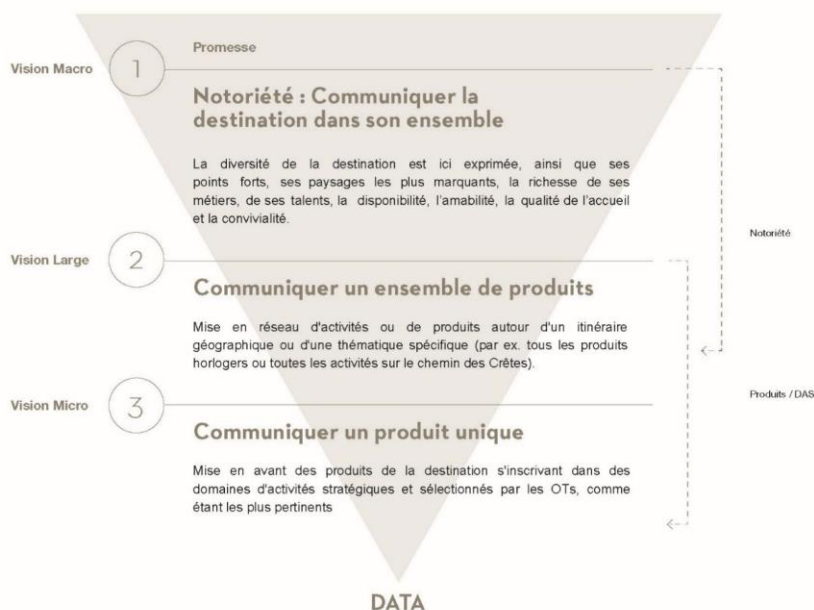 Promesse
Vision Macro
1
Notoriété : Communiquer la
destination dans son ensemble
La diversité de la destination est ici exprimée, ainsi que ses
points forts, ses paysages les plus marquants, la richesse de ses
métiers, de ses talents, la disponibilité, l'amabilité, la qualité de l'accueil
et la convivialité.
Notoriété
Vision Large
2
Communiquer un ensemble de produits
Mise en réseau d'activités ou de produits autour d'un itinéraire
géographique ou d'une thématique spécifique (par ex. tous les produits
horlogers ou toutes les activités sur le chemin des Crêtes).
Produits / DAS
Vision Micro
3
Communiquer un produit unique
Mise en avant des produits de la destination s'inscrivant dans des
domaines d'activités stratégiques et sélectionnés par les OTs, comme
étant les plus pertinents
DATA